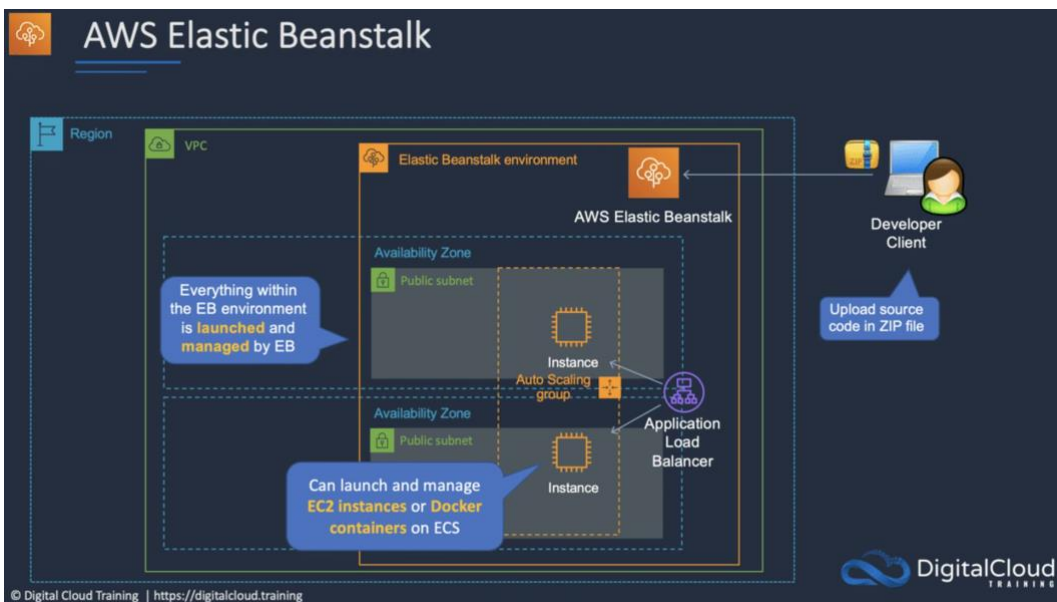 AWS Elastic Beanstalk
Region
VPC
Elastic Beanstalk environment
ZIP
AWS Elastic Beanstalk
Developer
Client
Upload source
code in ZIP file
Availability Zone
Public subnet
Everything within
the EB environment
is launched and
managed by EB
Instance
Auto Scaling
group
Availability Zone
Public subnet
Application
Load
Balancer
Can launch and manage
EC2 instances or Docker
containers on ECS
Instance
DigitalCloud
TRAINING
© Digital Cloud Training | https://digitalcloud.training